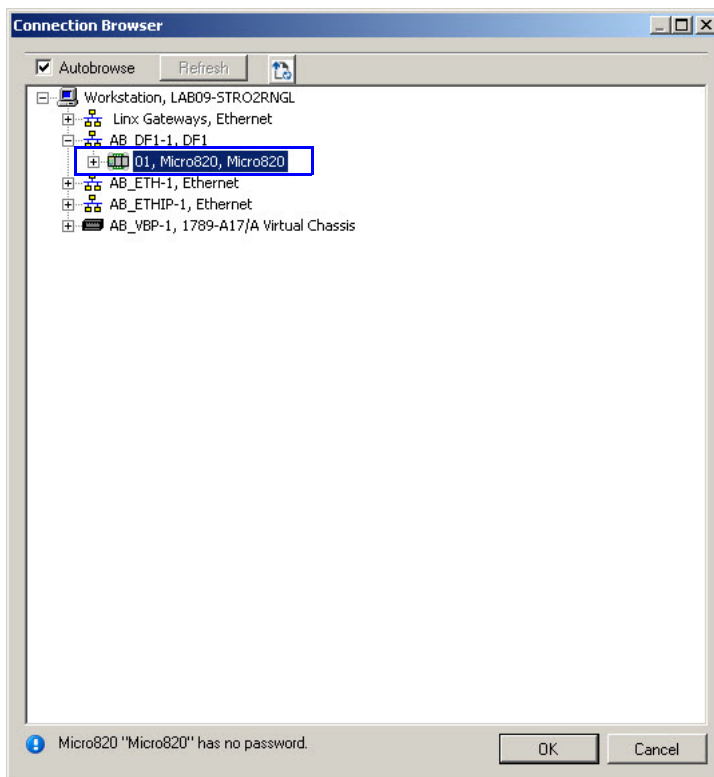 Connection Browser
Autobrowse Refresh
Workstation, LAB09-STRO2RNGL
Linx Gateways, Ethernet
AB_DF1-1, DF1
01, Micro820, Micro820
AB_ETH-1, Ethernet
AB_ETHIP-1, Ethernet
AB_VBP-1, 1789-A17/A Virtual Chassis
Micro820 "Micro820" has no password.
OK Cancel